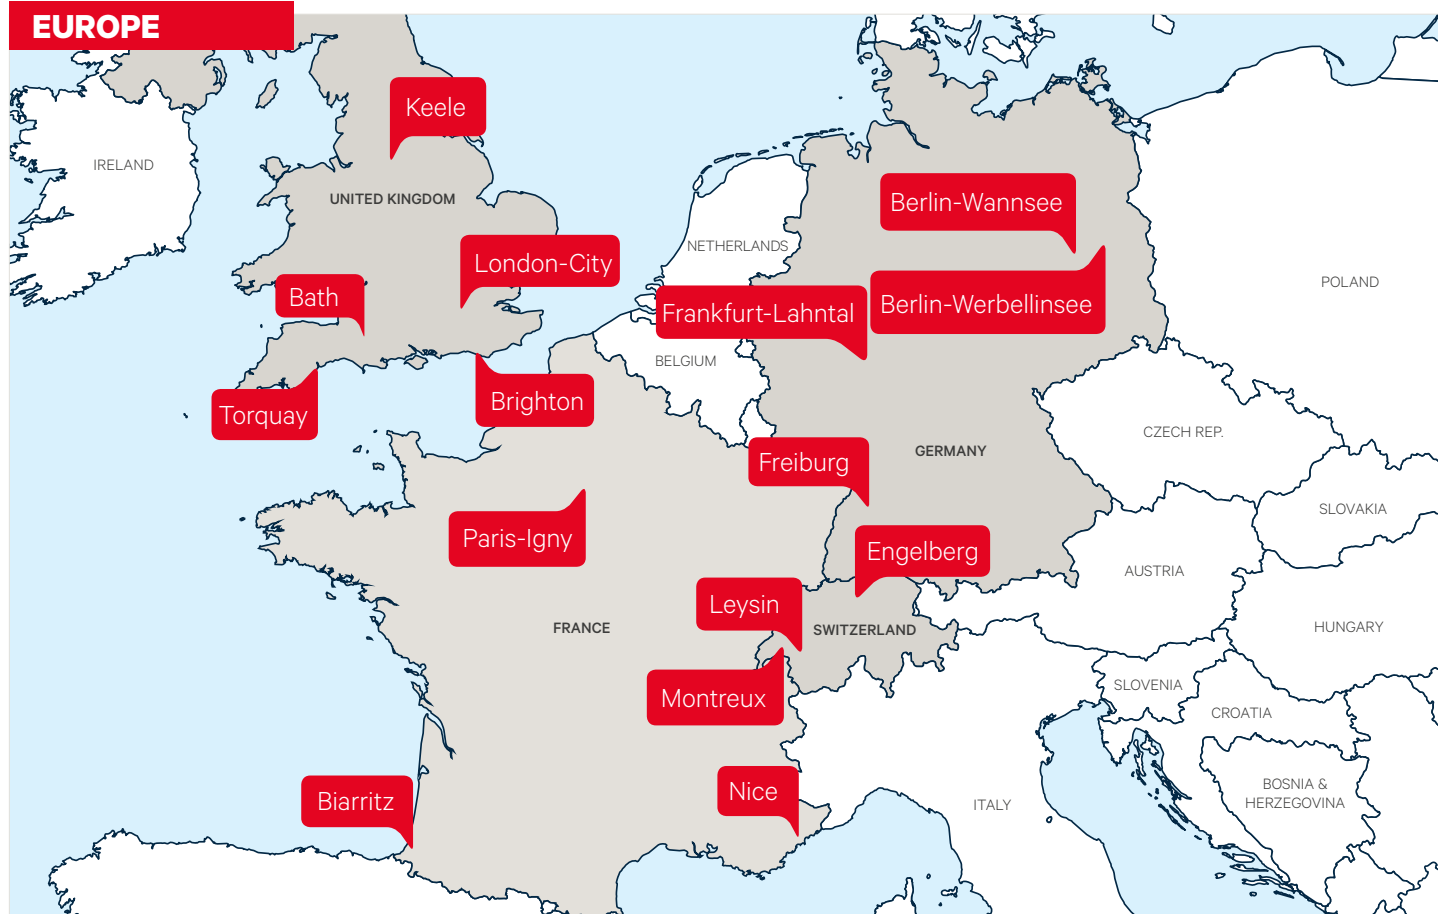 EUROPE
Keele
IRELAND
UNITED KINGDOM
Berlin-Wannsee
NETHERLANDS
London-City
POLAND
Bath
Berlin-Werbellinsee
Frankfurt-Lahntal
BELGIUM
Brighton
Torquay
CZECH REP.
GERMANY
Freiburg
SLOVAKIA
Paris-Igny
Engelberg
AUSTRIA
Leysin
FRANCE
SWITZERLAND
HUNGARY
SLOVENIA
Montreux
CROATIA
BOSNIA &
HERZEGOVINA
Nice
Biarritz
ITALY